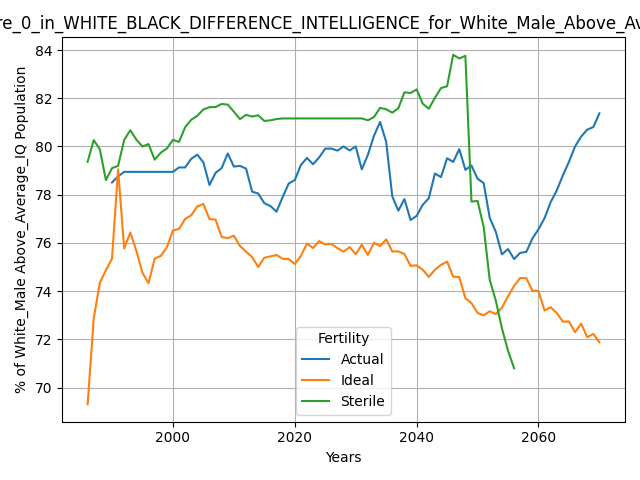 re_0_in_WHITE_BLACK_DIFFERENCE_INTELLIGENCE_for_White_Male_Above_Av
84
82
80
78
76
74
72
70
% of White_Male Above_Average_IQ Population
Fertility
Actual
Ideal
Sterile
2000
2020
2040
2060
Years